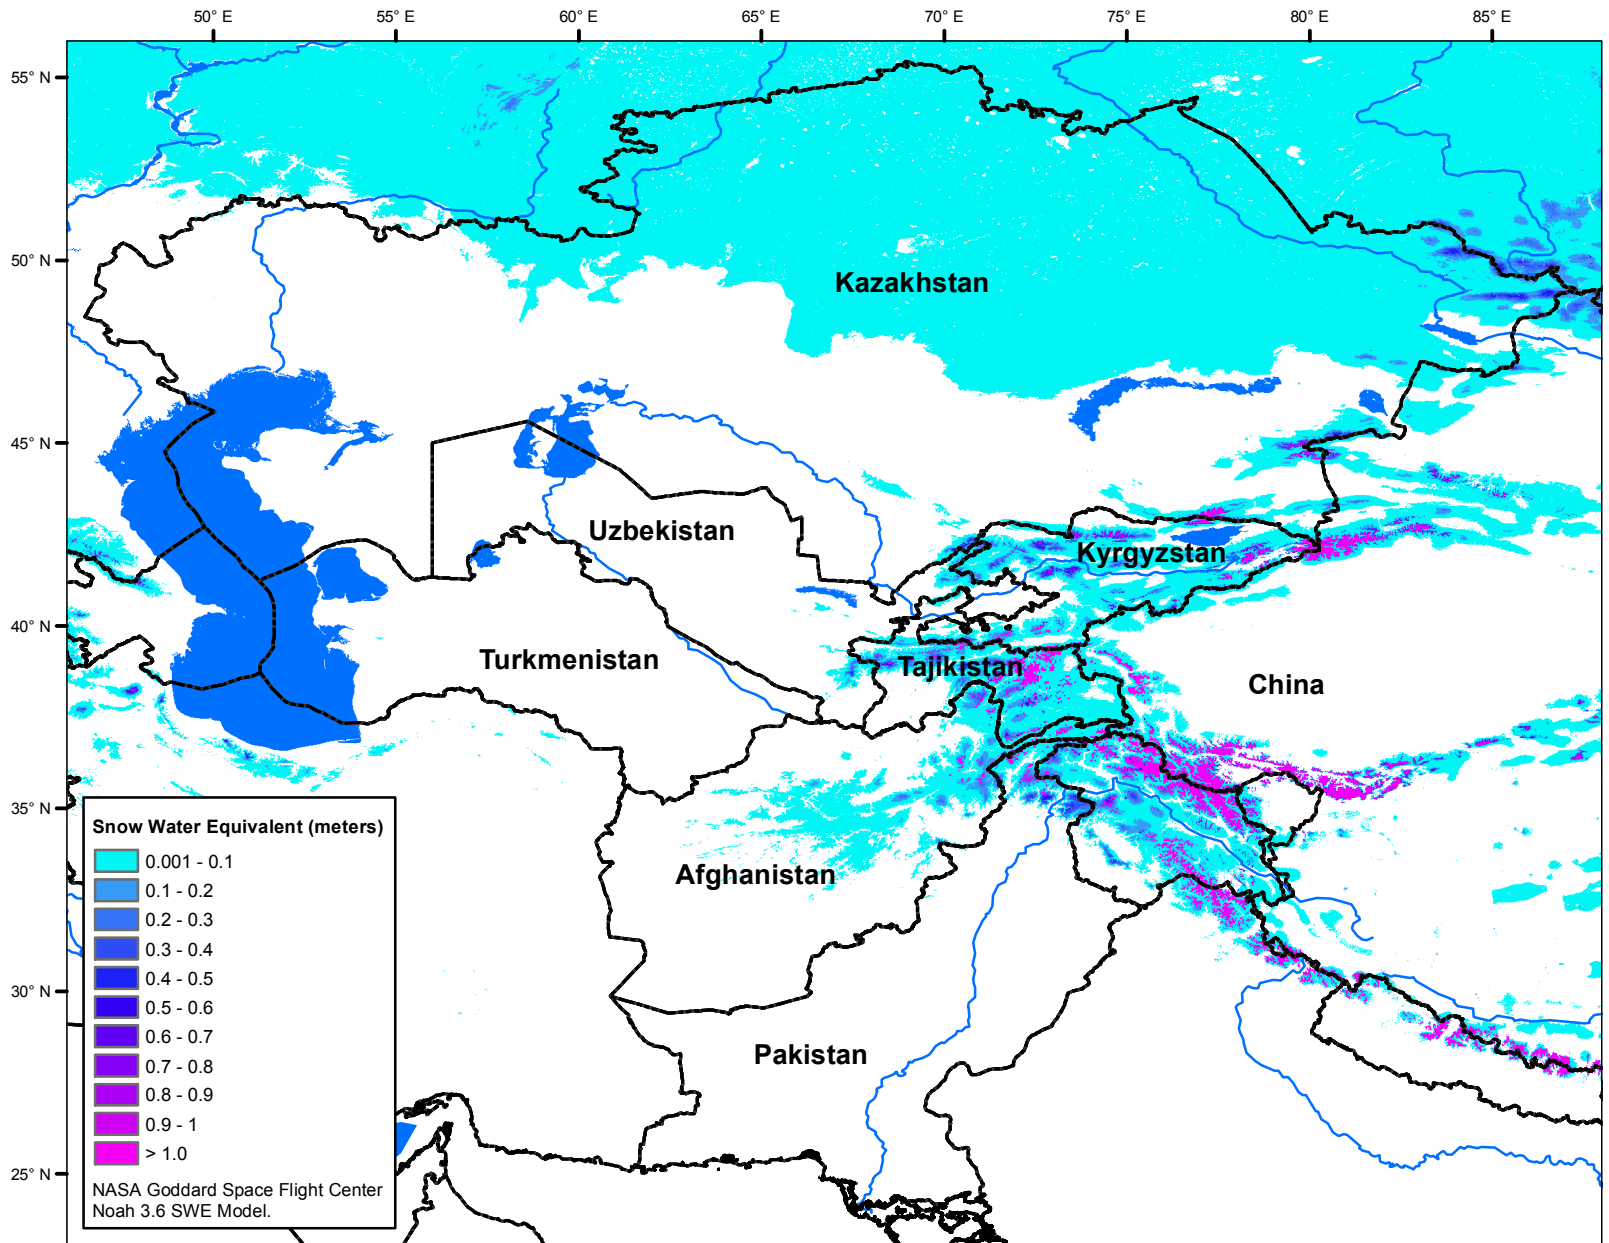 50° E 55° E 60° E 65° E 70° E 75° E 80° E 85° E
55° N
50° N
Kazakhstan
45° N
Uzbekistan
Kyrgyzstan
40° N
Turkmenistan
Tajikistan
China
35° N
Snow Water Equivalent (meters)
0.001 - 0.1
0.1 - 0.2
0.2 - 0.3
0.3 - 0.4
0.4 - 0.5
0.5 - 0.6
0.6 - 0.7
0.7 - 0.8
0.8 - 0.9
0.9 - 1
> 1.0
NASA Goddard Space Flight Center
Noah 3.6 SWE Model.
Afghanistan
30° N
Pakistan
25° N